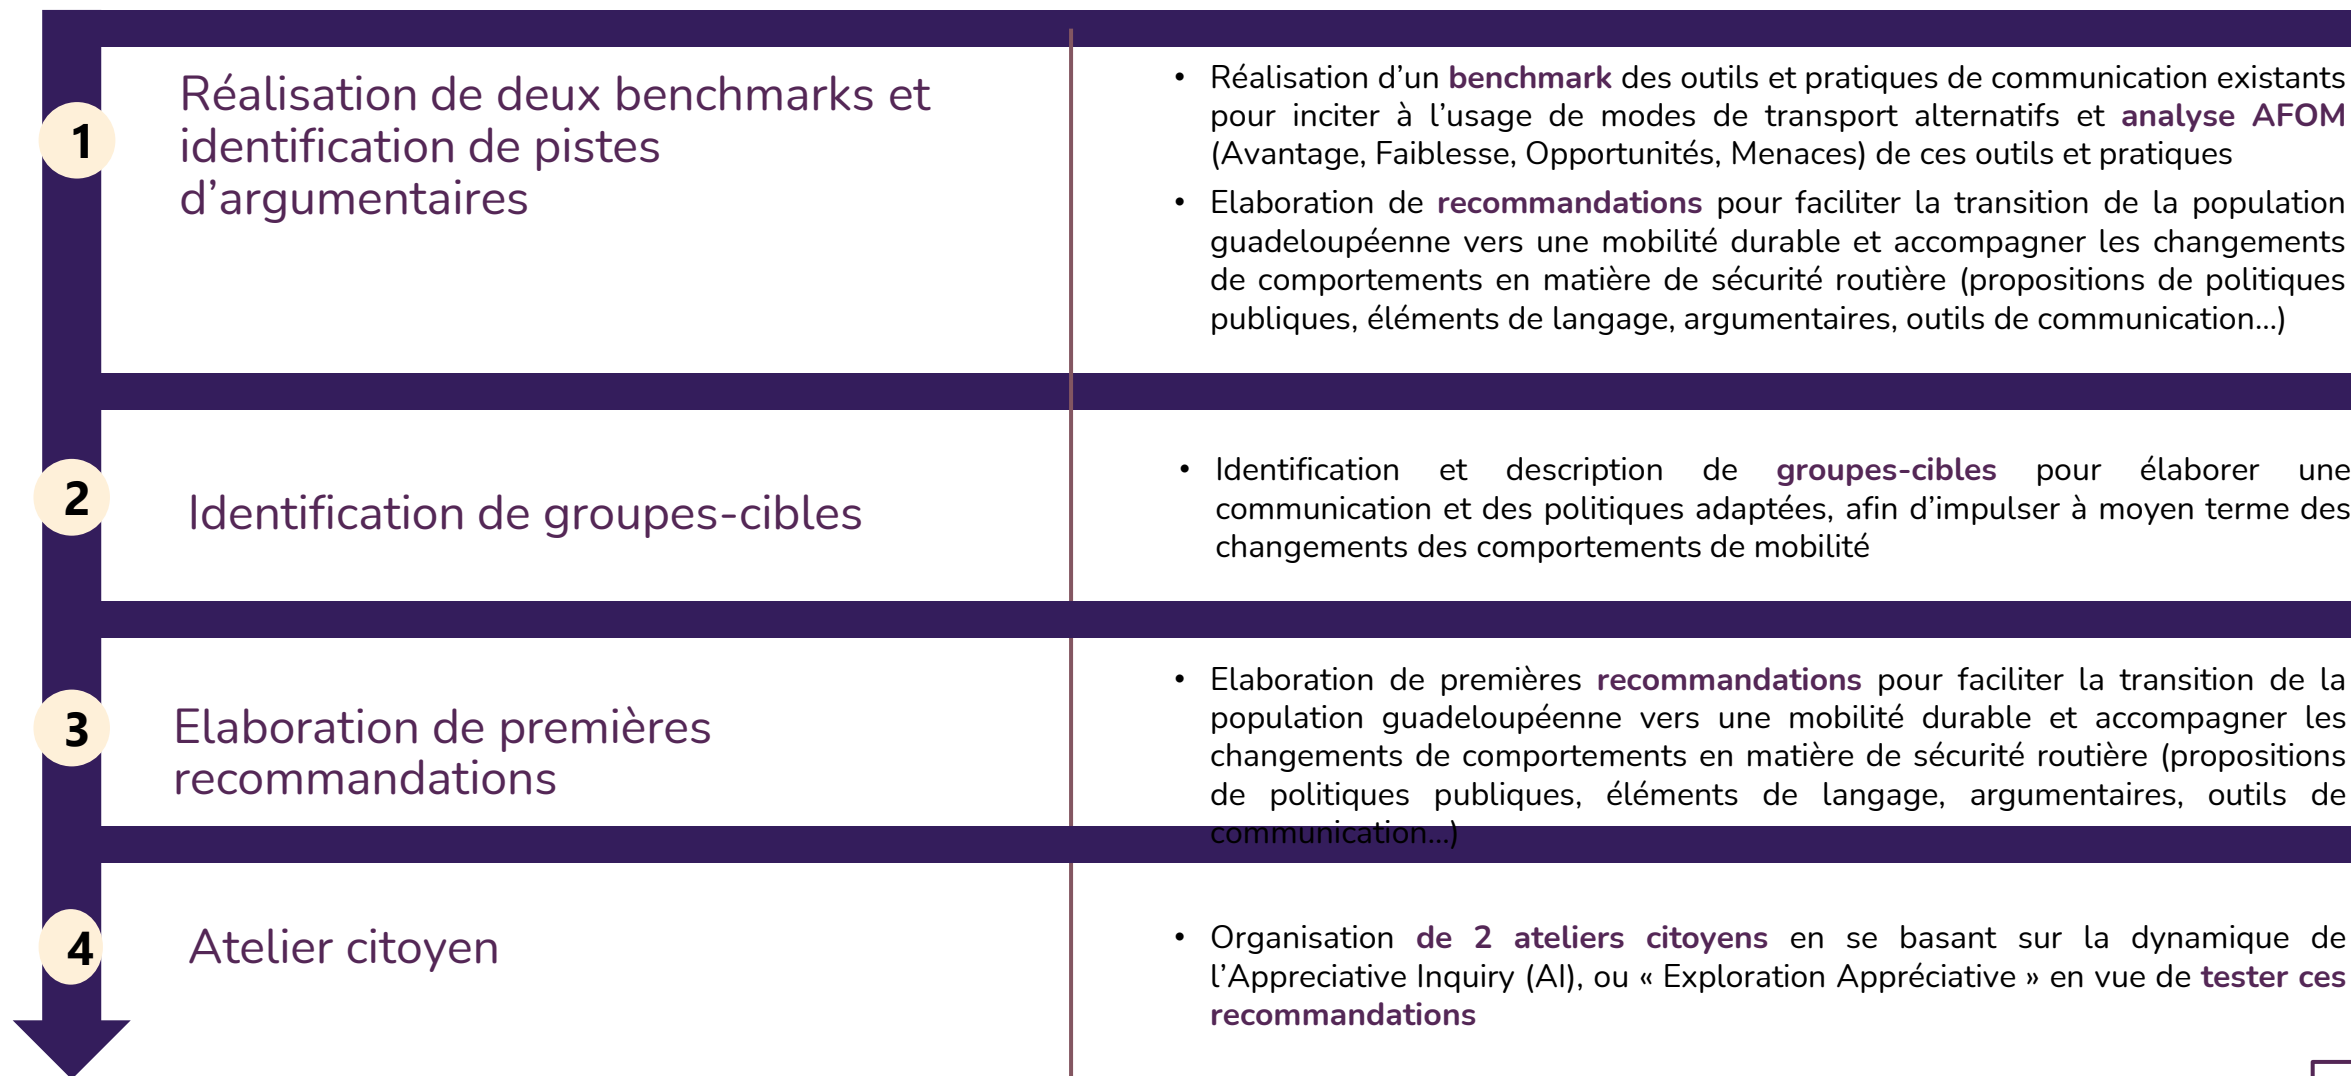 1
Réalisation de deux benchmarks et
identification de pistes
d’argumentaires
• Réalisation d’un benchmark des outils et pratiques de communication existants
pour inciter à l’usage de modes de transport alternatifs et analyse AFOM
(Avantage, Faiblesse, Opportunités, Menaces) de ces outils et pratiques
• Elaboration de recommandations pour faciliter la transition de la population
guadeloupéenne vers une mobilité durable et accompagner les changements
de comportements en matière de sécurité routière (propositions de politiques
publiques, éléments de langage, argumentaires, outils de communication…)
2
Identification de groupes-cibles
• Identification et description de groupes-cibles pour élaborer une
communication et des politiques adaptées, afin d’impulser à moyen terme des
changements des comportements de mobilité
3
Elaboration de premières
recommandations
• Elaboration de premières recommandations pour faciliter la transition de la
population guadeloupéenne vers une mobilité durable et accompagner les
changements de comportements en matière de sécurité routière (propositions
de politiques publiques, éléments de langage, argumentaires, outils de
communication…)
4
Atelier citoyen
• Organisation de 2 ateliers citoyens en se basant sur la dynamique de
l’Appreciative Inquiry (AI), ou « Exploration Appréciative » en vue de tester ces
recommandations